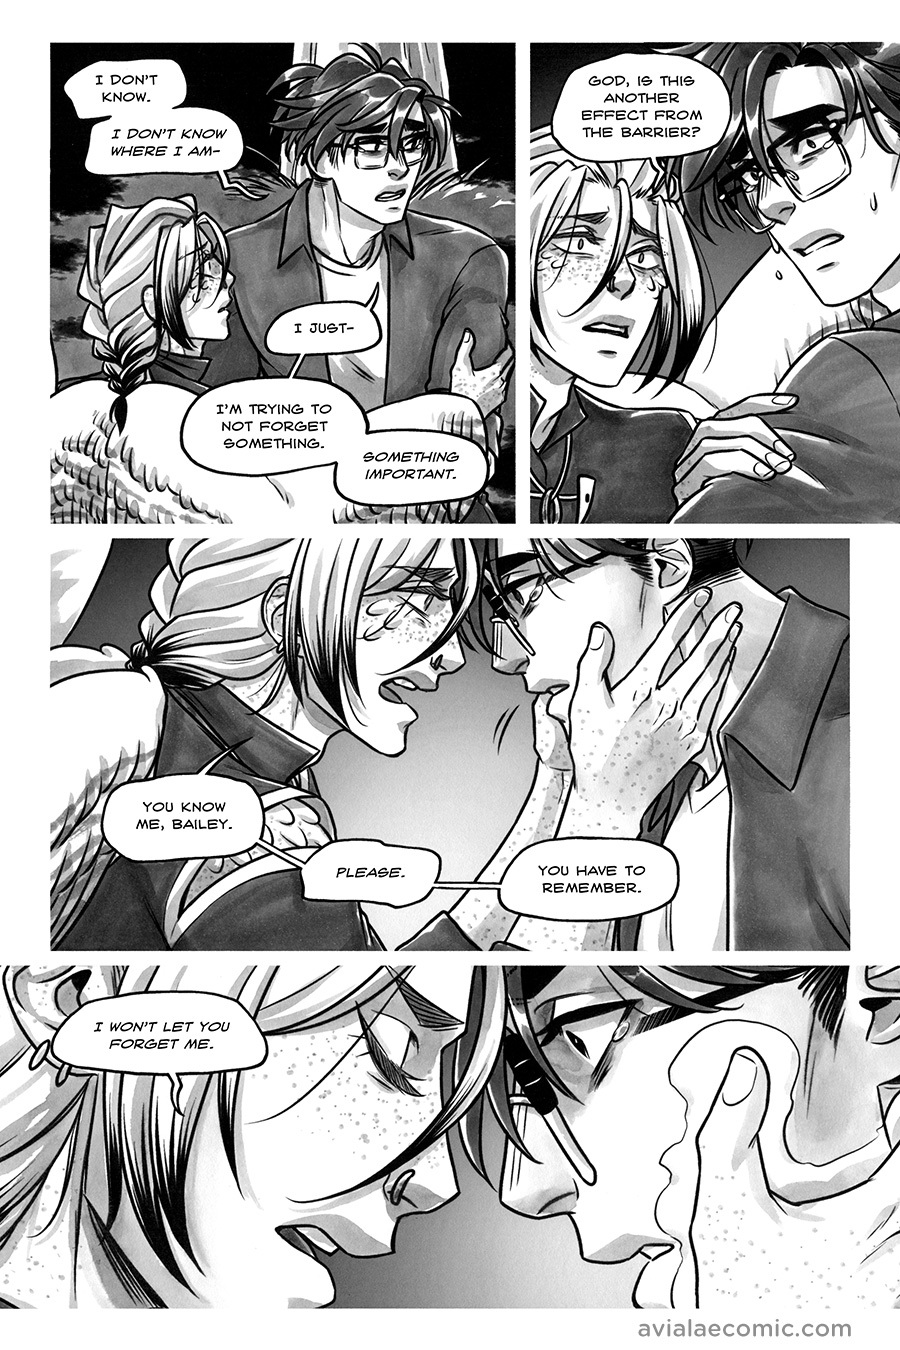 I DON'T
KNOW.
I DON'T KNOW
WHERE I AM-
I JUST-
I'M TRYING TO
NOT FORGET
SOMETHING.
SOMETHING
IMPORTANT.
GOD, IS THIS
ANOTHER
EFFECT FROM
THE BARRIER?
YOU KNOW
ME, BAILEY.
PLEASE.
YOU HAVE TO
REMEMBER.
I WON'T LET YOU
FORGET ME.
avialaecomic.com